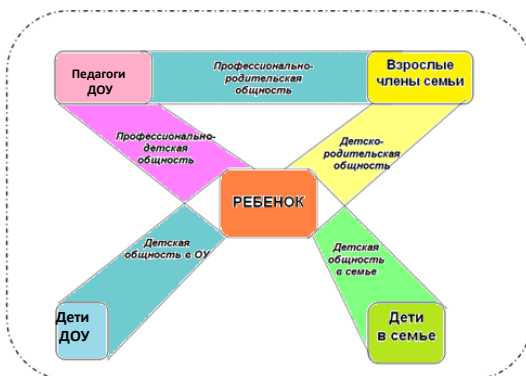 Педагоги
ДОУ
Профессионально-
родительская
общность
Взрослые
члены семьи
Профессионально-
детская
общность
Детско-
родительская
общность
РЕБЕНОК
Детская
общность в ОУ
Детская
общность
в семье
Дети
ДОУ
Дети
в семье